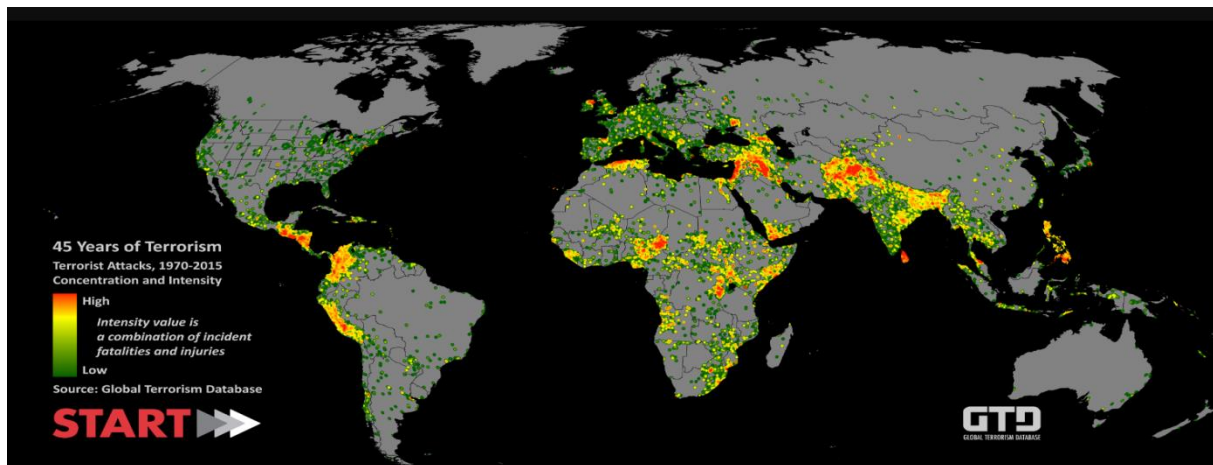 45 Years of Terrorism
Terrorist Attacks, 1970-2015
Concentration and Intensity
High
Intensity value is
a combination of incident
fatalities and injuries
Low
Source: Global Terrorism Database
START
GTD
GLOBAL TERRORISM DATABASE